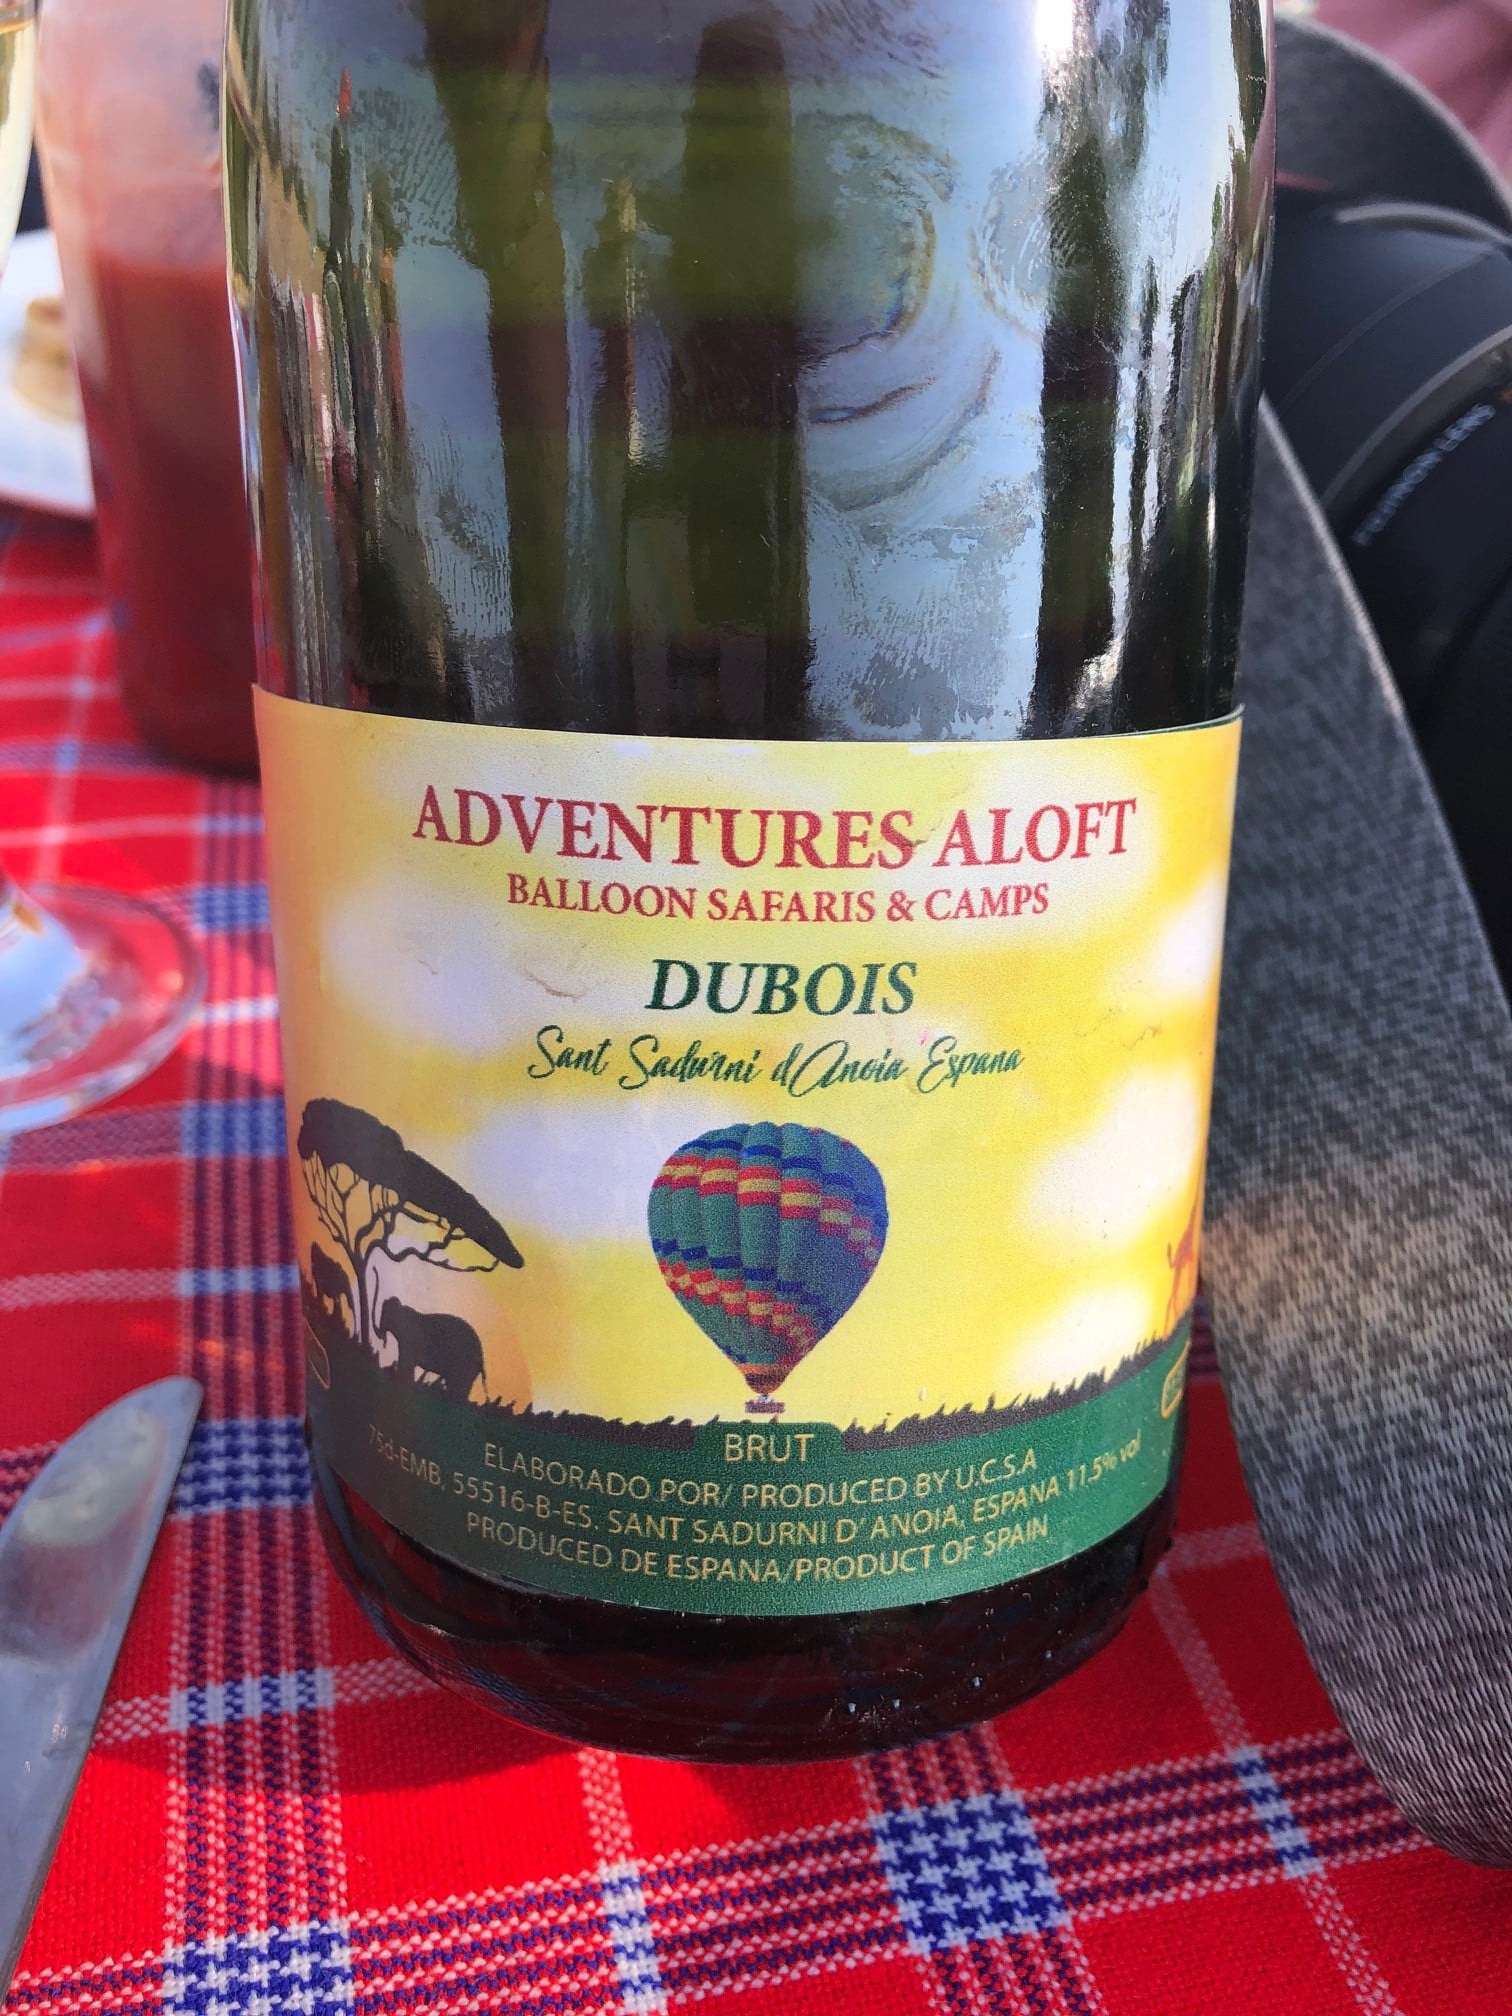 ADVENTURES ALOFT
BALLOON SAFARIS & CAMPS
DUBOIS
Sant Sadurni d'Anoia Espana
BRUT
ELABORADO POR/ PRODUCED BY U.C.S.A
75cl-EMB. 55516-B-ES. SANT SADURNI D' ANOIA, ESPANA 11.5% vol
PRODUCED DE ESPANA/PRODUCT OF SPAIN